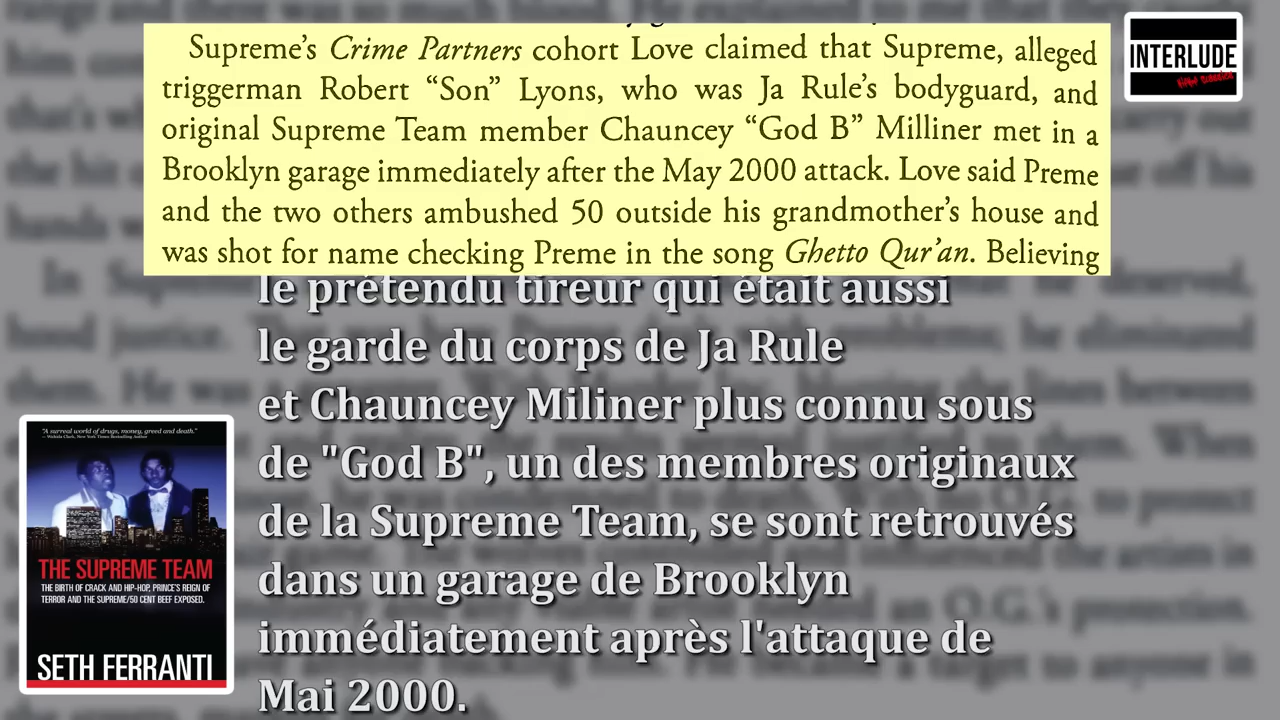 Supreme's Crime Partners cohort Love claimed that Supreme, alleged
triggerman Robert “Son” Lyons, who was Ja Rule's bodyguard, and
original Supreme Team member Chauncey “God B” Milliner met in a
Brooklyn garage immediately after the May 2000 attack. Love said Preme
and the two others ambushed 50 outside his grandmother's house and
was shot for name checking Preme in the song Ghetto Qur'an. Believing
INTERLUDE
le prétendu tireur qui était aussi
le garde du corps de Ja Rule
et Chauncey Miliner plus connu sous
de "God B", un des membres originaux
de la Supreme Team, se sont retrouvés
dans un garage de Brooklyn
immédiatement après l'attaque de
Mai 2000.
"A surreal world of drugs, money, greed and death."
THE SUPREME TEAM
THE BIRTH OF CRACK AND HIP-HOP, PRINCE'S REIGN OF
TERROR AND THE SUPREME/50 CENT BEEF EXPOSED.
SETH FERRANTI